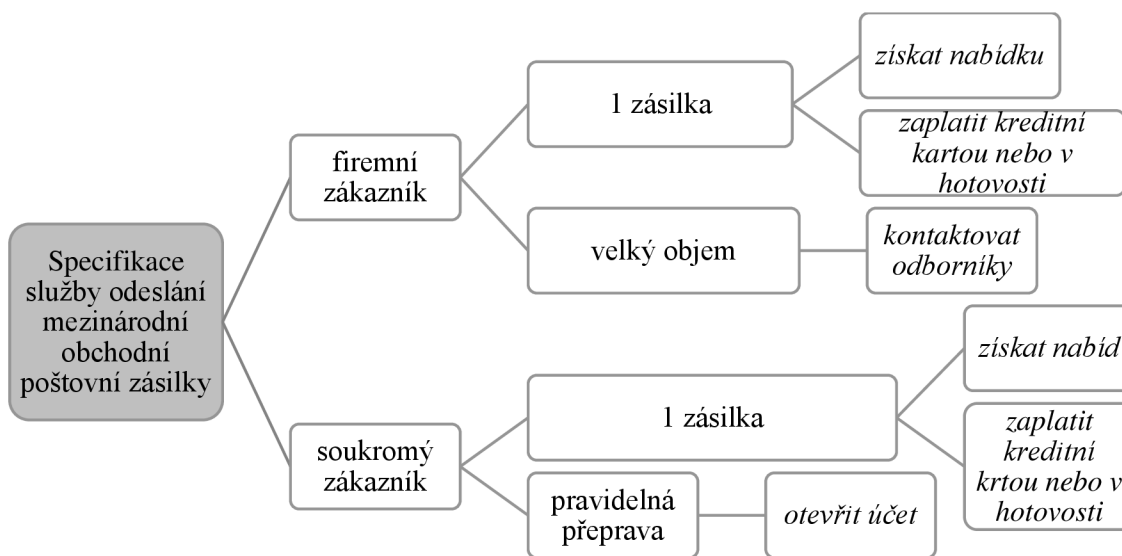 Specifikace
služby odeslání
mezinárodní
obchodní
poštovní zásilky
firemní
zákazník
1 zásilka
získat nabídku
zaplatit kreditní
kartou nebo v
hotovosti
velký objem
kontaktovat
odborníky
soukromý
zákazník
1 zásilka
získat nabíd
zaplatit
kreditní
krtou nebo v
hotovosti
pravidelná
přeprava
otevřit účet